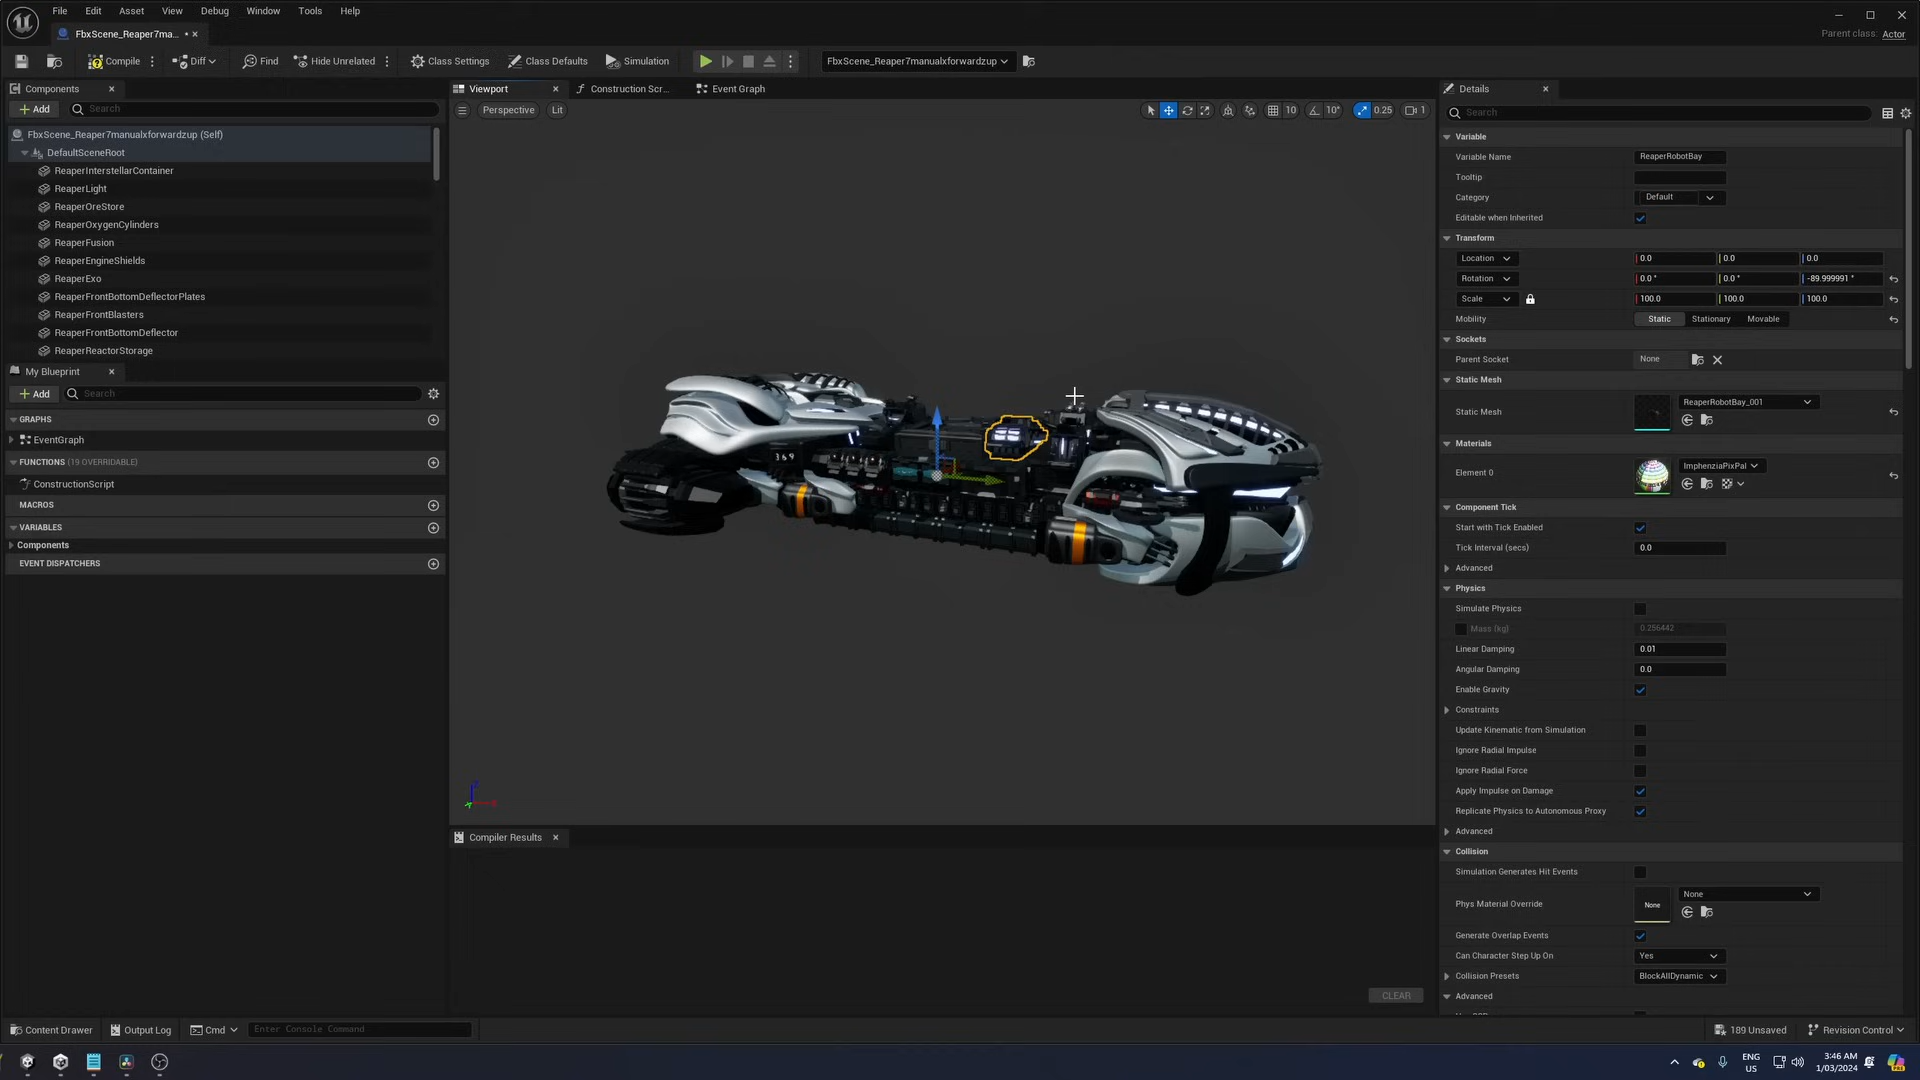 File Edit Asset View Debug Window Tools Help
FbxScene_Reaper7ma... •
Parent class: Actor
Compile Diff Find Hide Unrelated Class Settings Class Defaults Simulation FbxScene_Reaper7manualxforwardzup
Components
Add Search
FbxScene_Reaper7manualxforwardzup (Self)
DefaultSceneRoot
ReaperInterstellarContainer
ReaperLight
ReaperOreStore
ReaperOxygenCylinders
ReaperFusion
ReaperEngineShields
ReaperExo
ReaperFrontBottomDeflectorPlates
ReaperFrontBlasters
ReaperFrontBottomDeflector
ReaperReactorStorage
My Blueprint
Add Search
GRAPHS
EventGraph
FUNCTIONS (19 OVERRIDABLE)
ConstructionScript
MACROS
VARIABLES
Components
EVENT DISPATCHERS
Viewport Construction Scr... Event Graph
Perspective Lit 10 10° 0.25 1
369
Compiler Results
CLEAR
Details
Search
Variable
Variable Name ReaperRobotBay
Tooltip
Category Default
Editable when Inherited
Transform
Location 0.0 0.0 0.0
Rotation 0.0 ° 0.0 ° -89.999991 °
Scale 100.0 100.0 100.0
Mobility Static Stationary Movable
Sockets
Parent Socket None
Static Mesh
Static Mesh ReaperRobotBay_001
Materials
Element 0 ImphenziaPixPal
Component Tick
Start with Tick Enabled
Tick Interval (secs) 0.0
Advanced
Physics
Simulate Physics
Mass (kg) 0.256442
Linear Damping 0.01
Angular Damping 0.0
Enable Gravity
Constraints
Update Kinematic from Simulation
Ignore Radial Impulse
Ignore Radial Force
Apply Impulse on Damage
Replicate Physics to Autonomous Proxy
Advanced
Collision
Simulation Generates Hit Events
Phys Material Override None None
Generate Overlap Events
Can Character Step Up On Yes
Collision Presets BlockAllDynamic
Advanced
Content Drawer Output Log Cmd Enter Console Command
189 Unsaved Revision Control
ENG
US
3:46 AM
1/03/2024